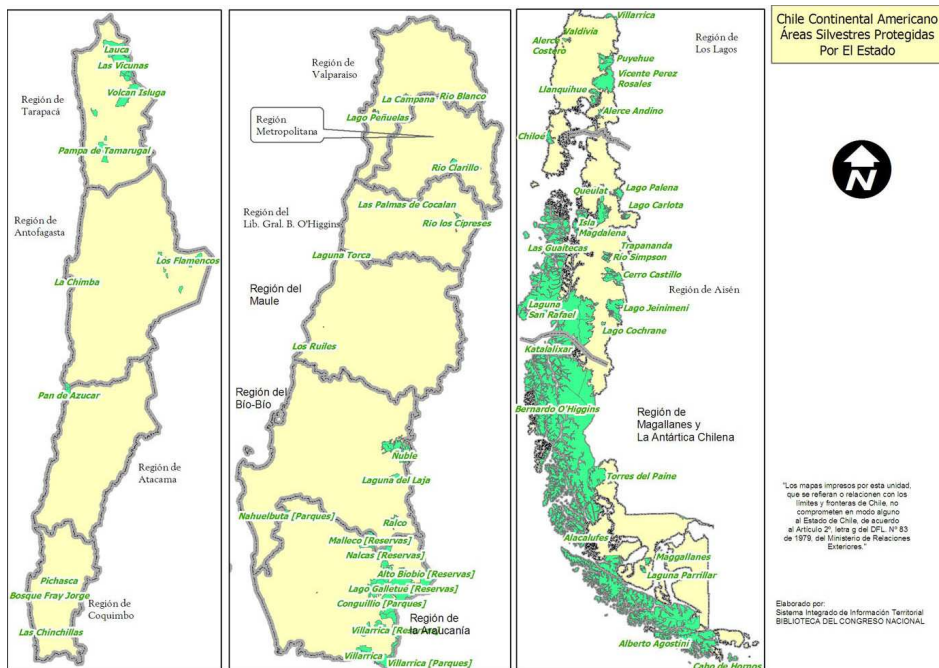 Lauca
Las Vicunas
Volcan Isluga
Región de
Tarapacá
Pampa de Tamarugal
Región de
Antofagasta
Los Flamencos
La Chimba
Pan de Azucar
Región de
Atacama
Pichasca
Bosque Fray Jorge
Región de
Coquimbo
Las Chinchillas
Región de
Valparaíso
La Campana
Rio Blanco
Lago Peñuelas
Región
Metropolitana
Rio Clarillo
Las Palmas de Cocalan
Región del
Lib. Gral. B. O'Higgins
Rio los Cipreses
Laguna Torca
Región del
Maule
Los Ruilos
Región del
Bío-Bío
Nuble
Laguna del Laja
Nahuelbuta [Parques]
Ralco
Malleco [Reservas]
Nalcas [Reservas]
Alto Biobio [Reservas]
Lago Galletué [Reservas]
Conguillio [Parques]
Región de
la Araucanía
Villarrica [Reservas]
Villarrica
Villarrica [Parques]
Villarrica
Valdivia
Alerce
Costero
Región de
Los Lagos
Puyehue
Vicente Perez
Rosales
Llanquihue
Alerce Andino
Chiloé
Queulat
Lago Palena
Lago Carlota
Isla
Magdalena
Las Guaitecas
Trapananda
Rio Simpson
Cerro Castillo
Región de Aisén
Laguna
San Rafael
Lago Jeinimeni
Lago Cochrane
Katalalixar
Bernardo O'Higgins
Región de
Magallanes y
La Antártica Chilena
Torres del Paine
Alacalufes
Maggallanes
Laguna Parrillar
Alberto Agostini
Cabo de Hornos
Chile Continental Americano
Áreas Silvestres Protegidas
Por El Estado
N
"Los mapas impresos por esta unidad,
que se refieran o relacionen con los
límites y fronteras de Chile, no
comprometen en modo alguno
al Estado de Chile, de acuerdo
al Artículo 2º, letra g del DFL. Nº 83
de 1979, del Ministerio de Relaciones
Exteriores."
Elaborado por:
Sistema Integrado de Información Territorial
BIBLIOTECA DEL CONGRESO NACIONAL